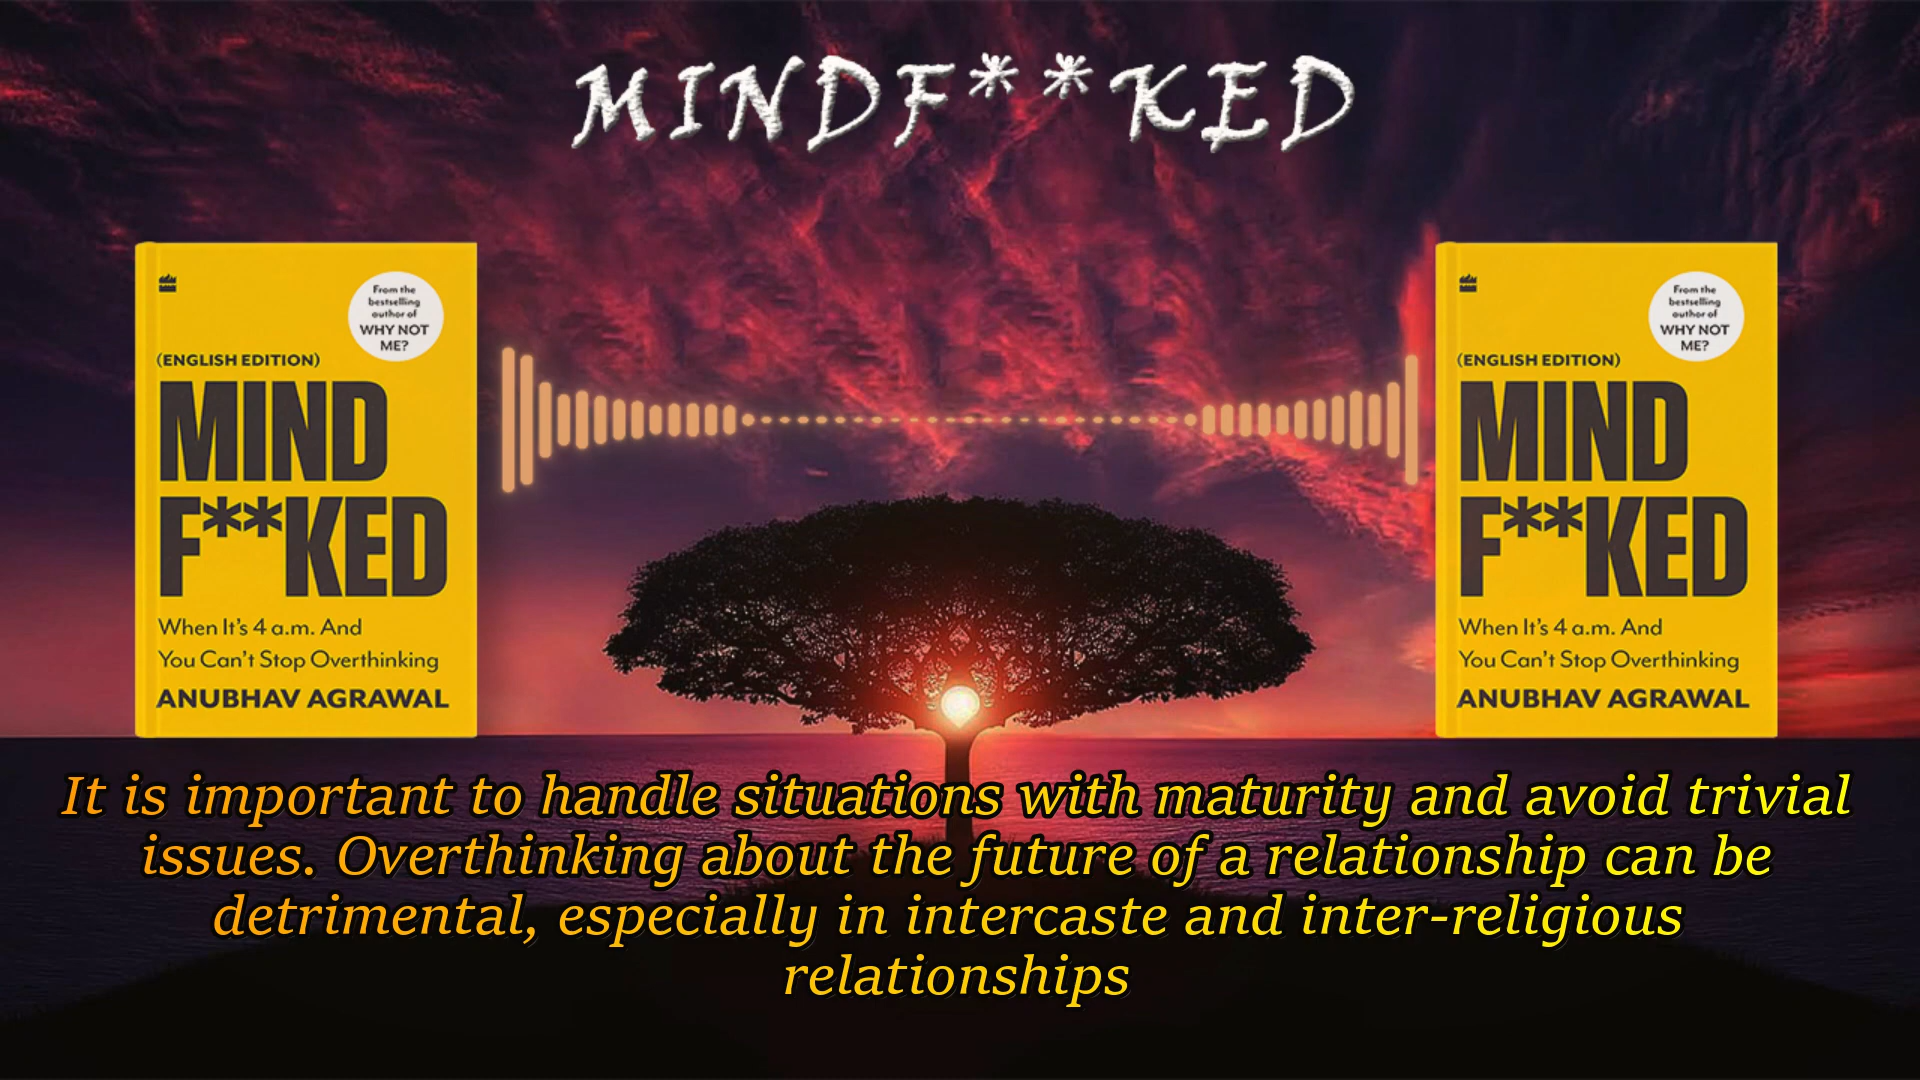 MINDF**KED
From the
bestselling
author of
WHY NOT
ME?
(ENGLISH EDITION)
MIND
F**KED
When It's 4 a.m. And
You Can't Stop Overthinking
ANUBHAV AGRAWAL
From the
bestselling
author of
WHY NOT
ME?
(ENGLISH EDITION)
MIND
F**KED
When It's 4 a.m. And
You Can't Stop Overthinking
ANUBHAV AGRAWAL
It is important to handle situations with maturity and avoid trivial
issues. Overthinking about the future of a relationship can be
detrimental, especially in intercaste and inter-religious
relationships